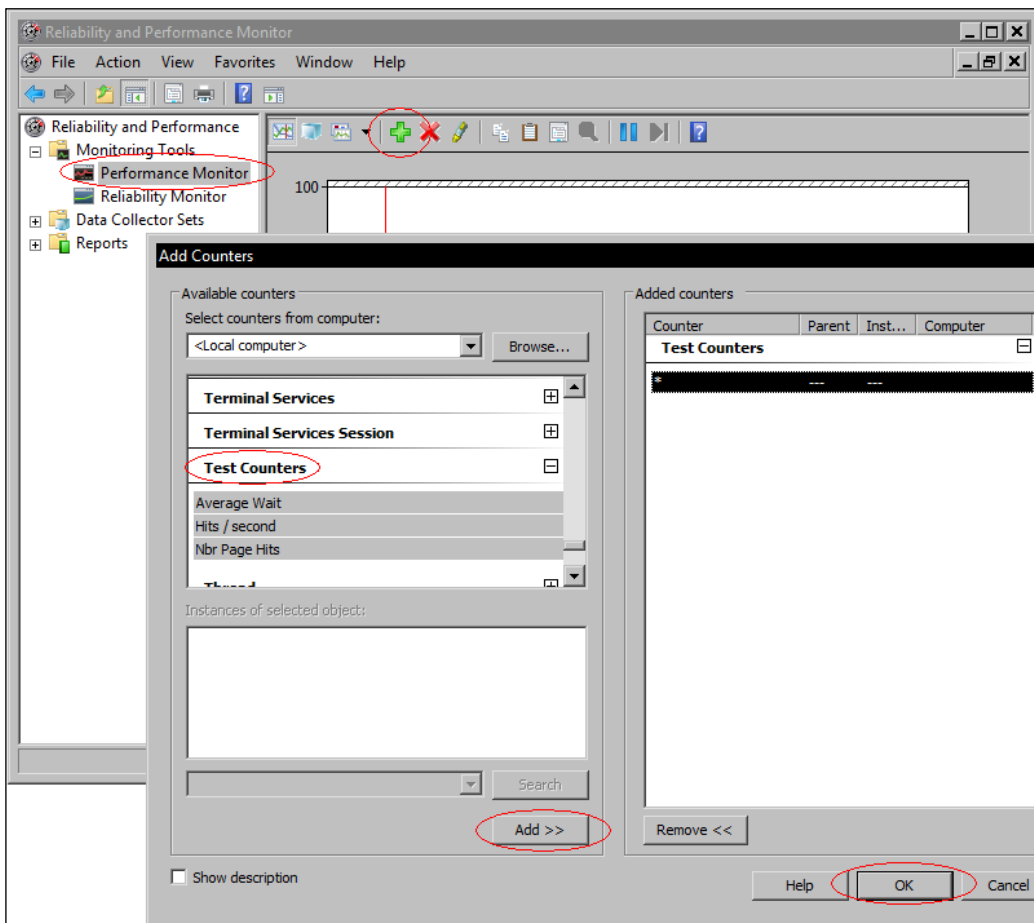 Reliability and Performance Monitor
File Action View Favorites Window Help
Reliability and Performance
Monitoring Tools
Performance Monitor
Reliability Monitor
Data Collector Sets
Reports
100
Add Counters
Available counters
Select counters from computer:
<Local computer>
Browse...
Terminal Services
Terminal Services Session
Test Counters
Average Wait
Hits / second
Nbr Page Hits
Thread
Instances of selected object:
Search
Add >>
Show description
Added counters
Counter Parent Inst... Computer
Test Counters
* --- ---
Remove <<
Help OK Cancel